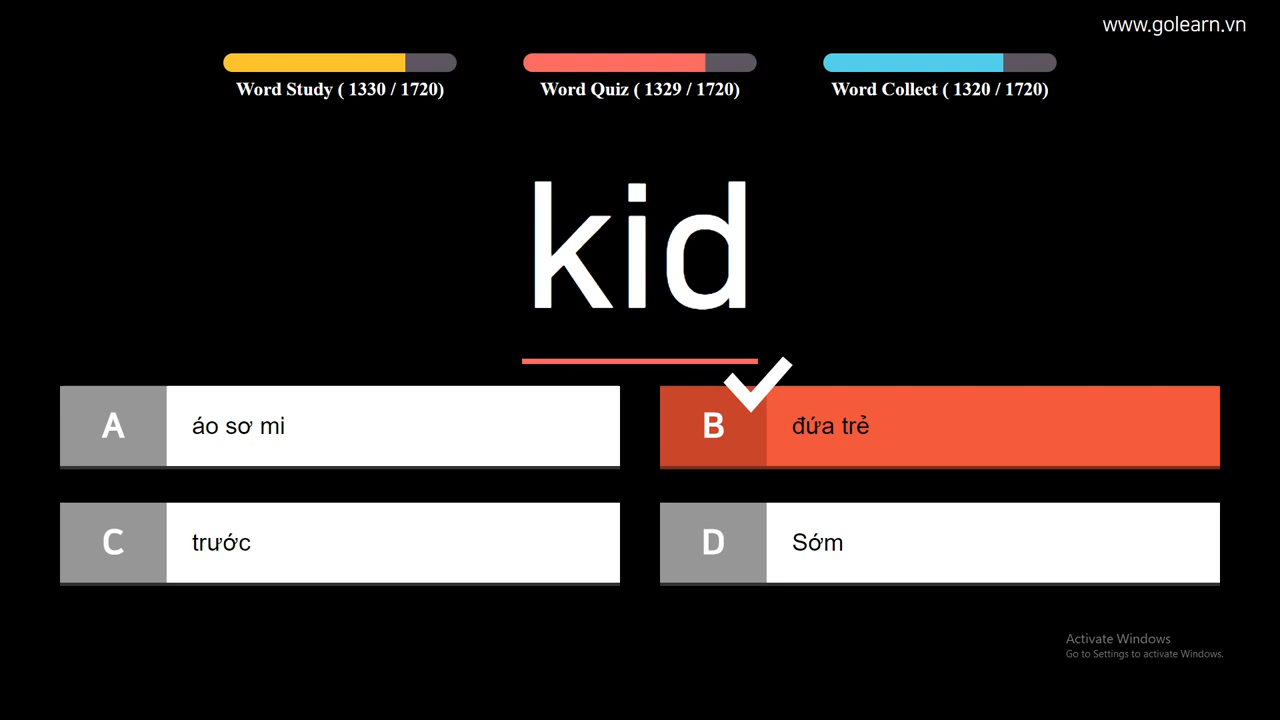 www.golearn.vn
Word Study ( 1330 / 1720)
Word Quiz ( 1329 / 1720)
Word Collect ( 1320 / 1720)
kid
A áo sơ mi
B đứa trẻ
C trước
D Sớm
Activate Windows
Go to Settings to activate Windows.